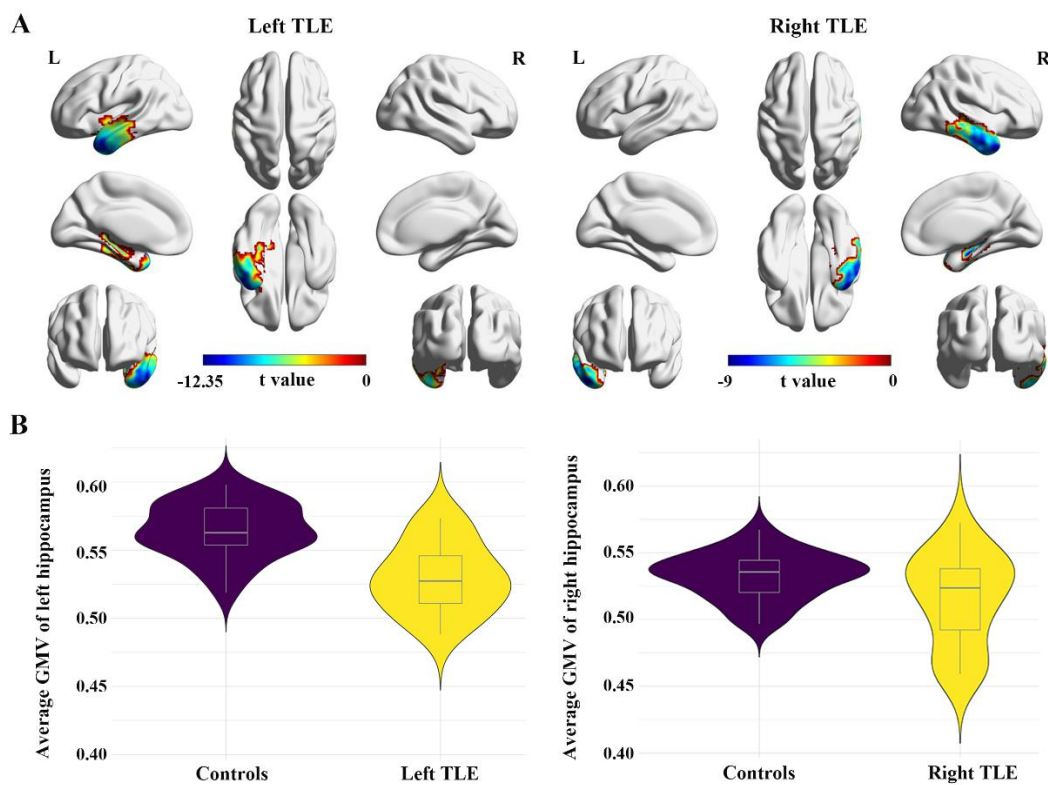 A
Left TLE
Right TLE
L
R
L
R
-12.35 t value 0
-9 t value 0
B
Average GMV of left hippocampus
0.60
0.55
0.50
0.45
0.40
Controls
Left TLE
Average GMV of right hippocampus
0.60
0.55
0.50
0.45
0.40
Controls
Right TLE